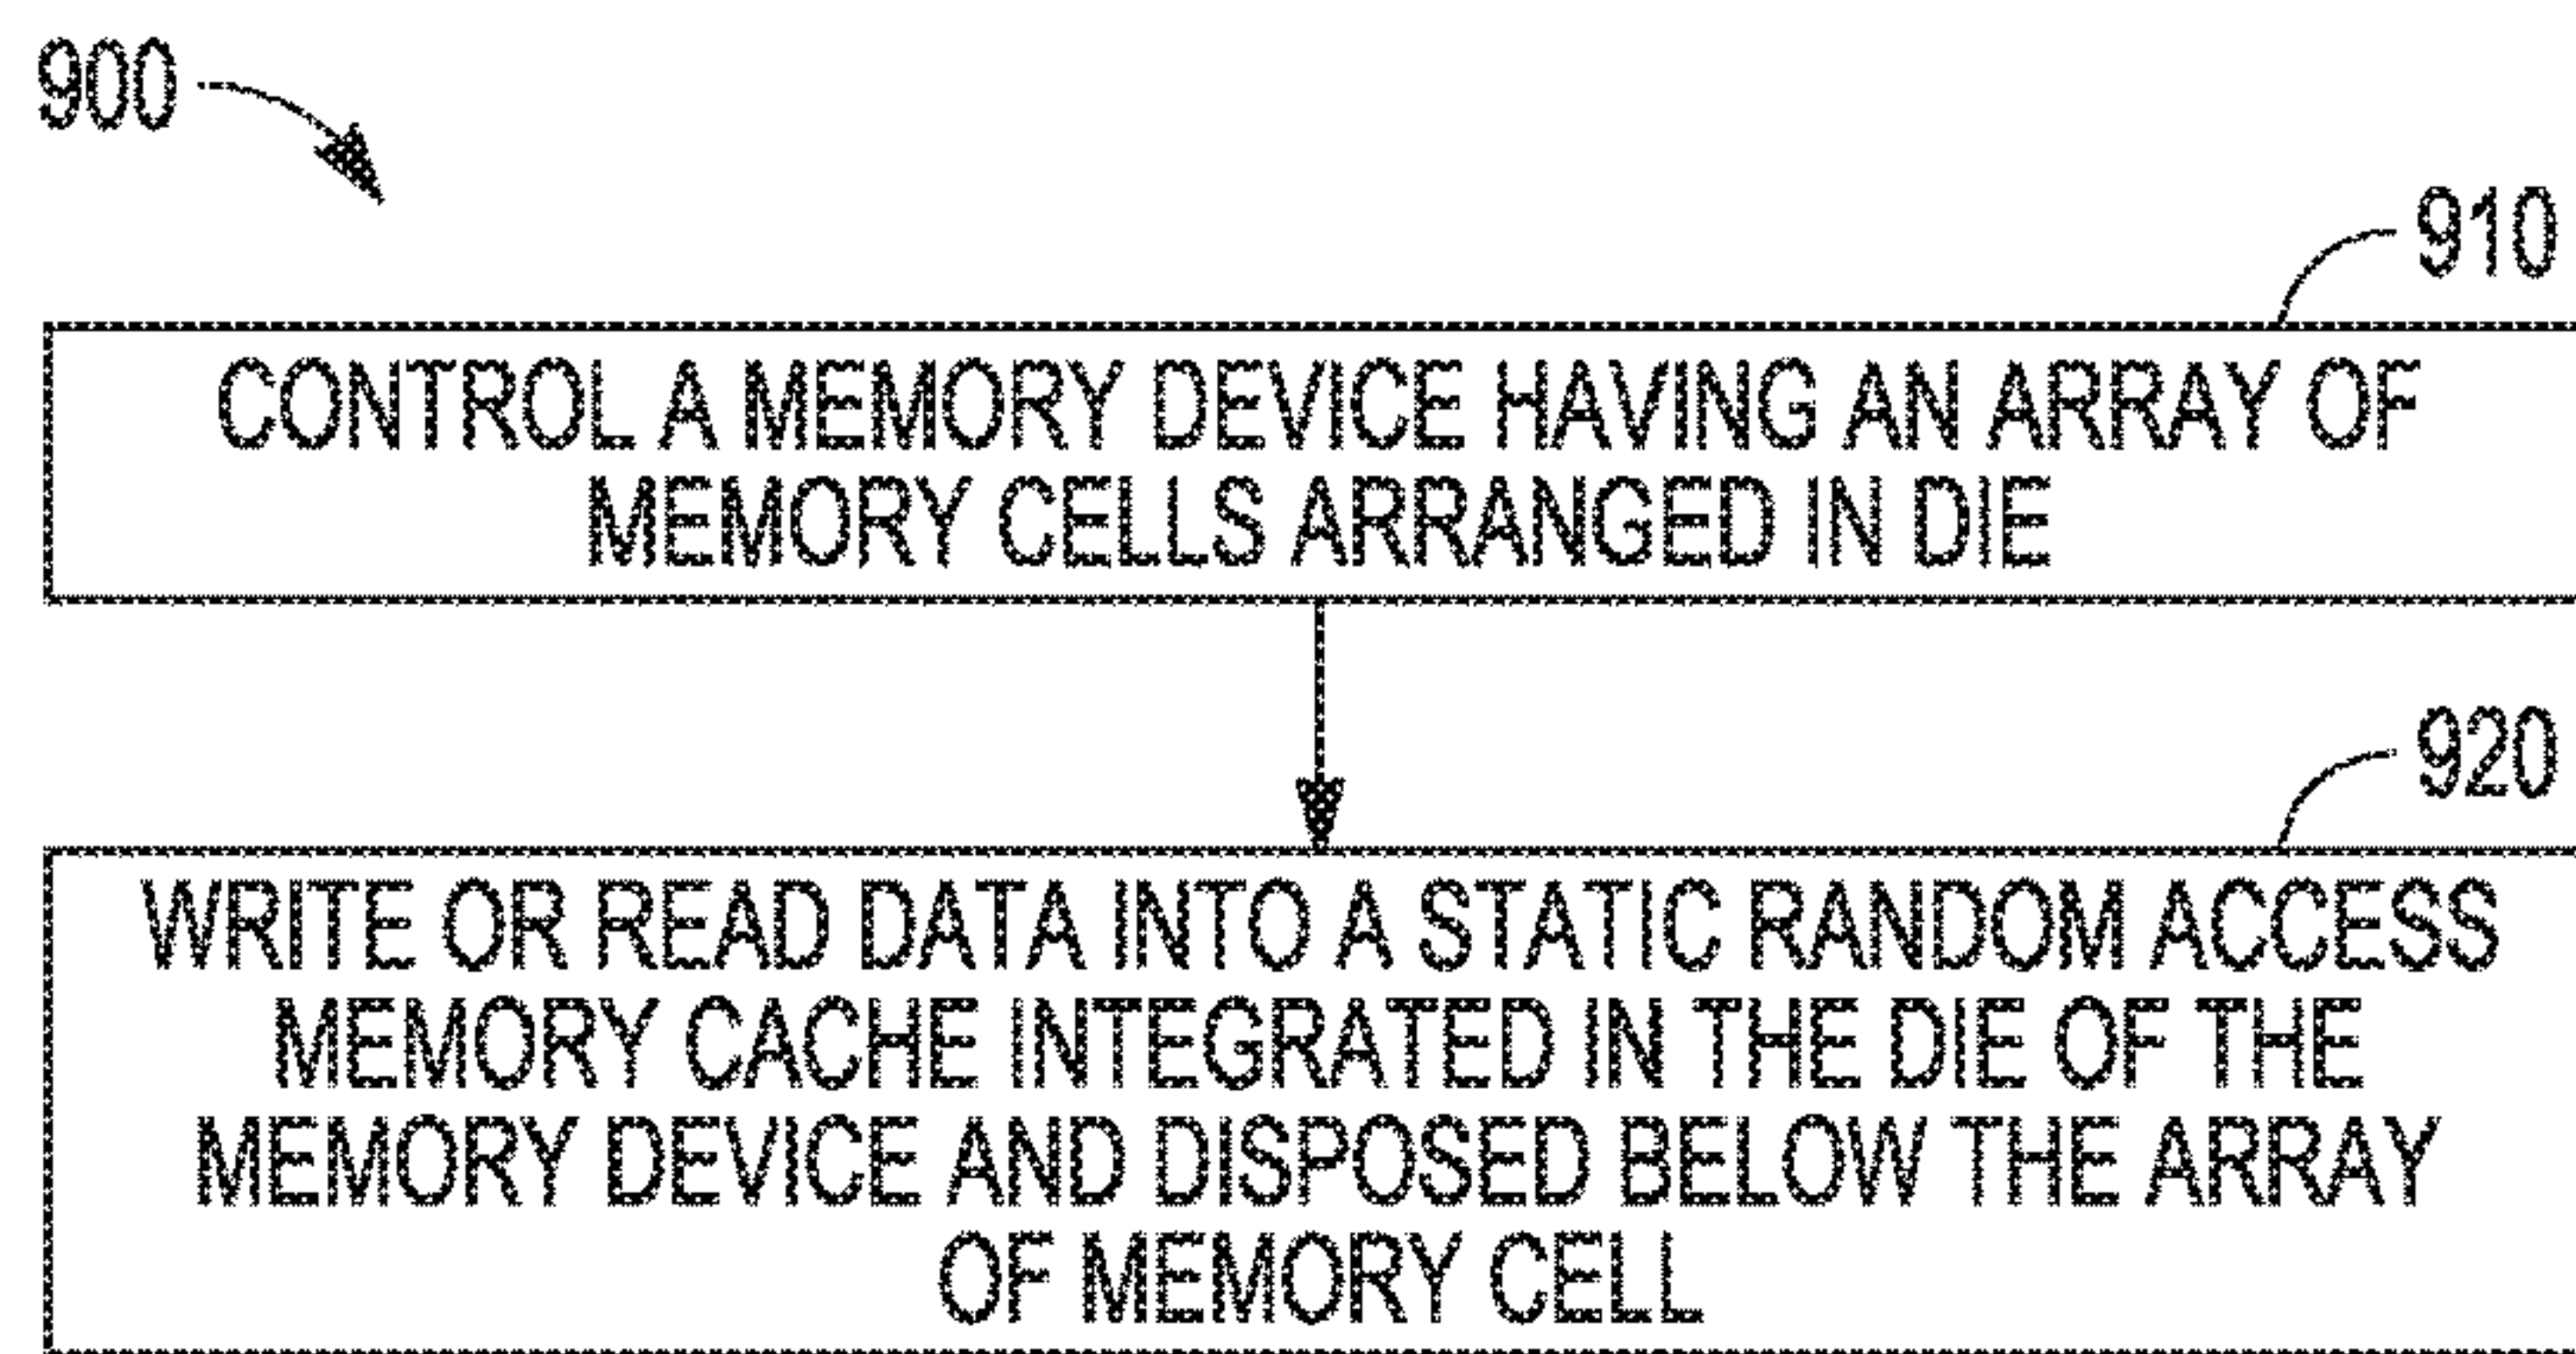 900
910
CONTROL A MEMORY DEVICE HAVING AN ARRAY OF
MEMORY CELLS ARRANGED IN DIE
920
WRITE OR READ DATA INTO A STATIC RANDOM ACCESS
MEMORY CACHE INTEGRATED IN THE DIE OF THE
MEMORY DEVICE AND DISPOSED BELOW THE ARRAY
OF MEMORY CELL